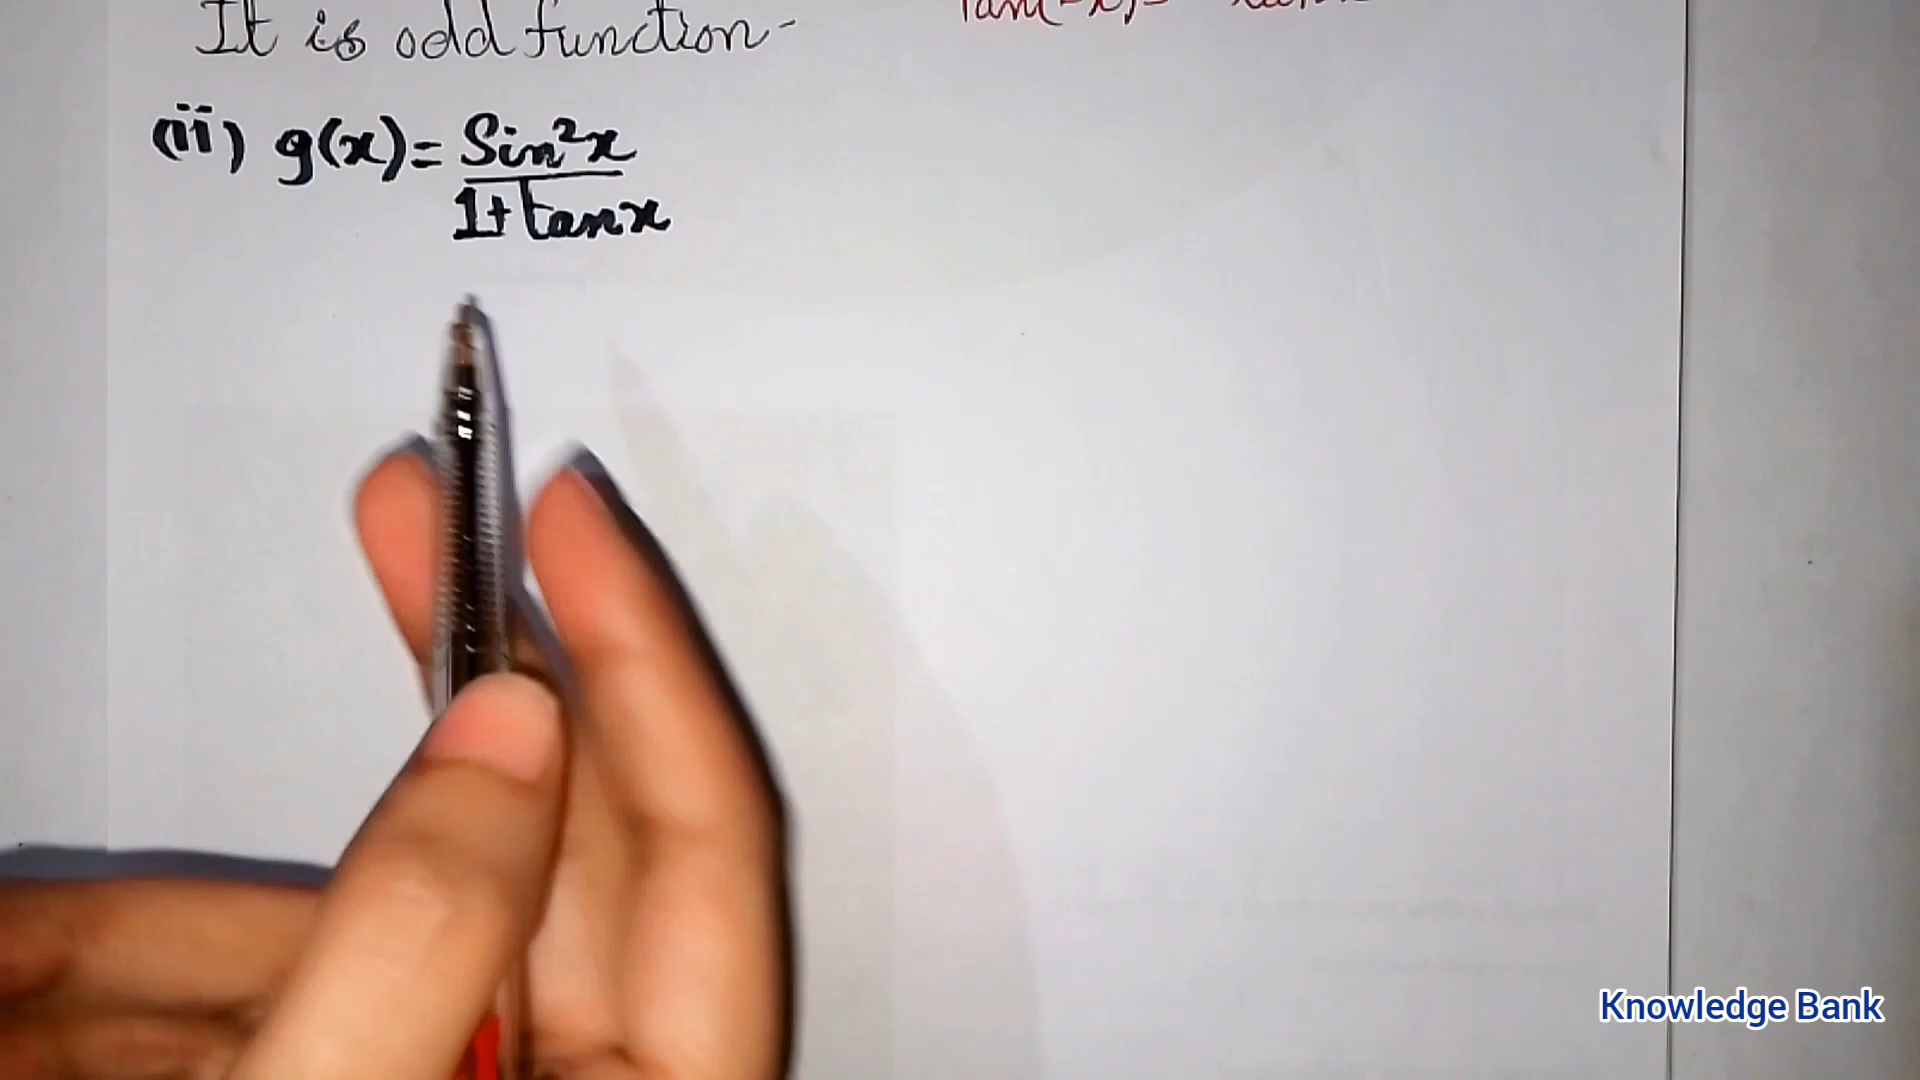 It is odd function-
(ii) g(x) = Sin²x
1+tanx
Knowledge Bank